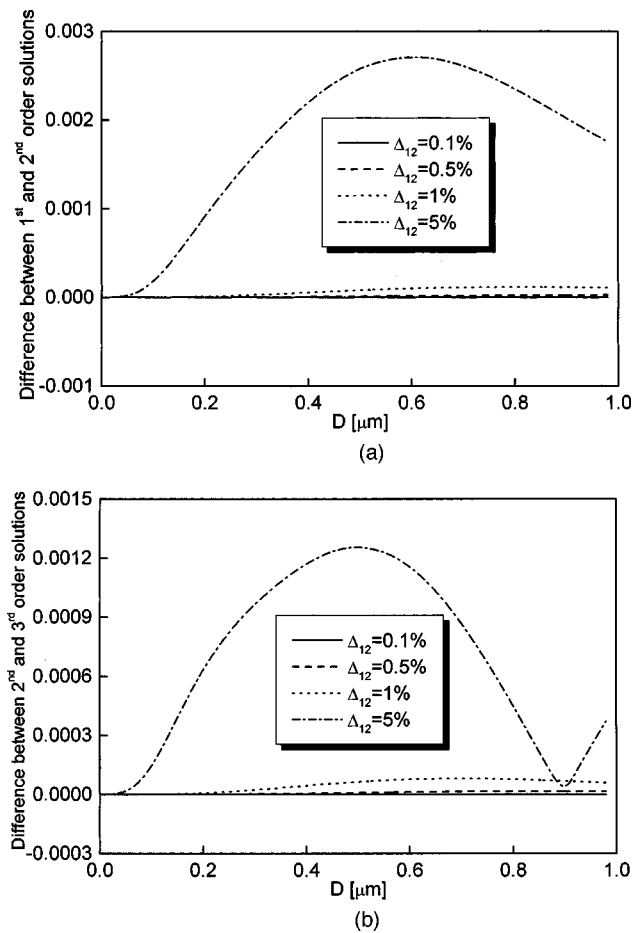 0.003
0.002
0.001
0.000
-0.001
Difference between 1st and 2nd order solutions
Δ12=0.1%
Δ12=0.5%
Δ12=1%
Δ12=5%
0.0 0.2 0.4 0.6 0.8 1.0
D [μm]
(a)
0.0015
0.0012
0.0009
0.0006
0.0003
0.0000
-0.0003
Difference between 2nd and 3rd order solutions
Δ12=0.1%
Δ12=0.5%
Δ12=1%
Δ12=5%
0.0 0.2 0.4 0.6 0.8 1.0
D [μm]
(b)